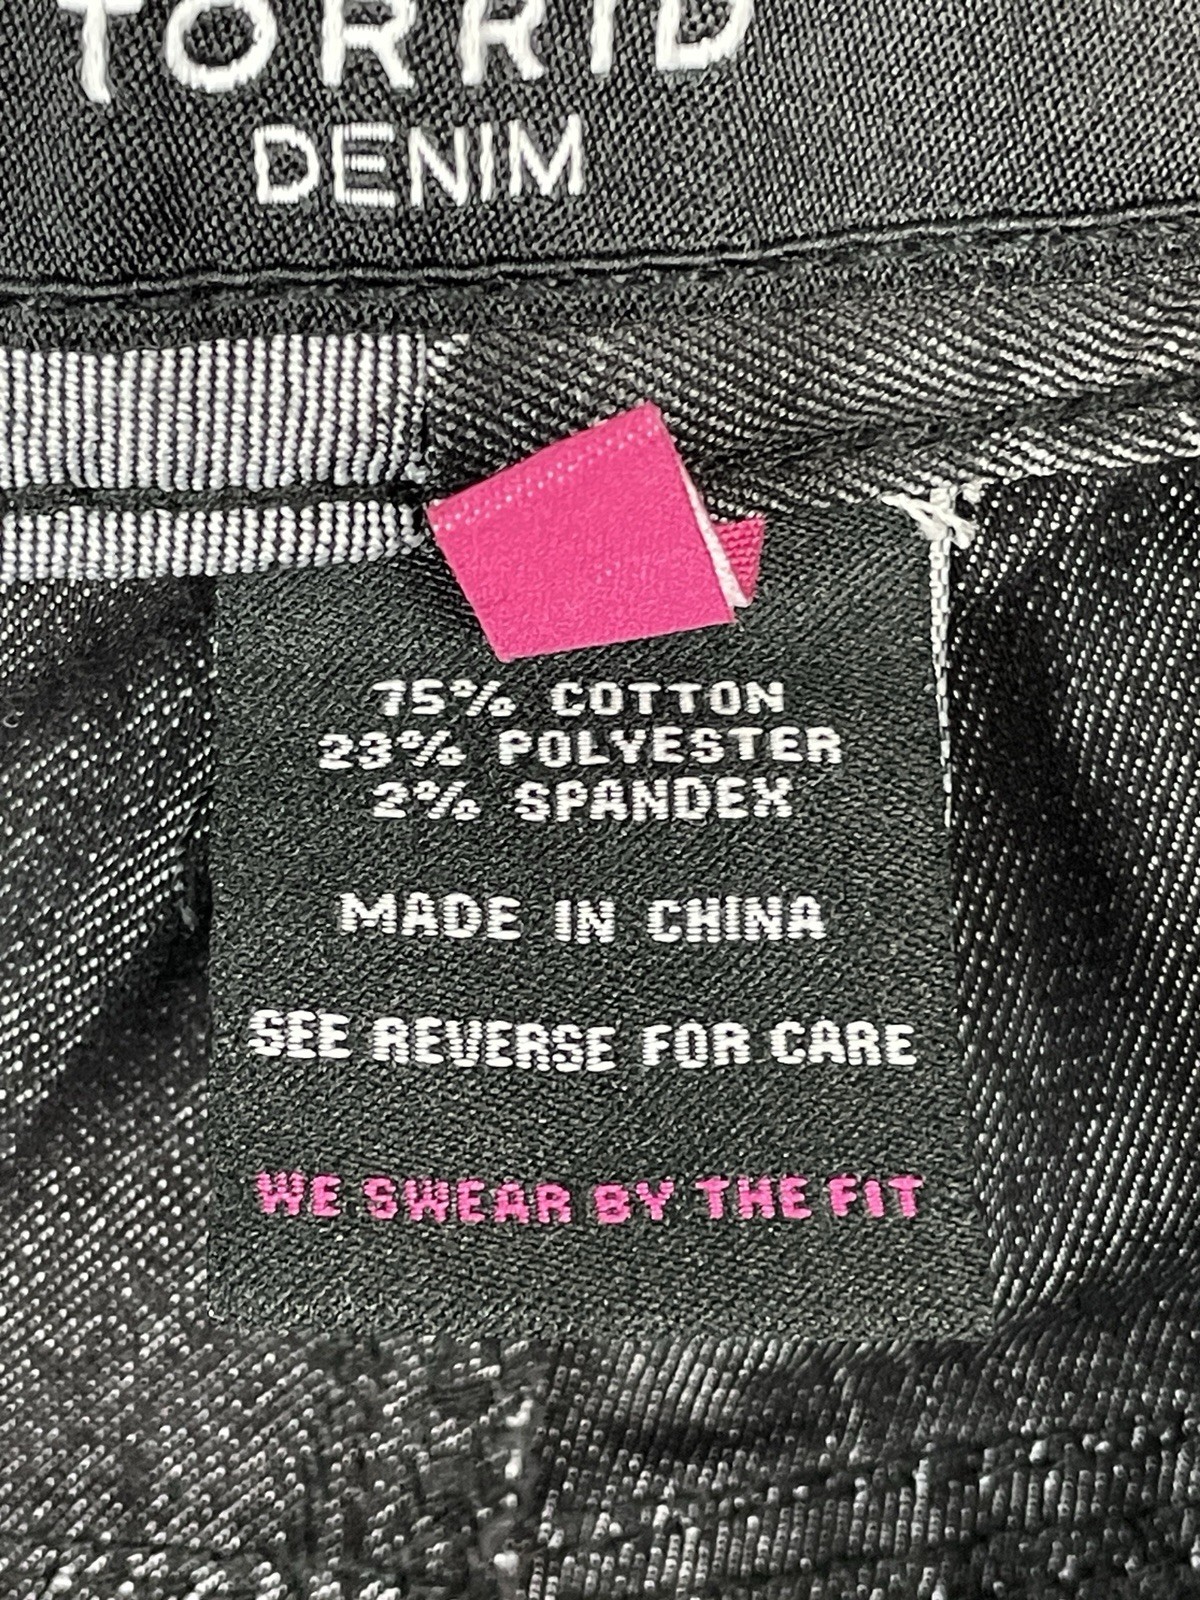 TORRID
DENIM
75% COTTON
23% POLYESTER
2% SPANDEX
MADE IN CHINA
SEE REVERSE FOR CARE
WE SWEAR BY THE FIT